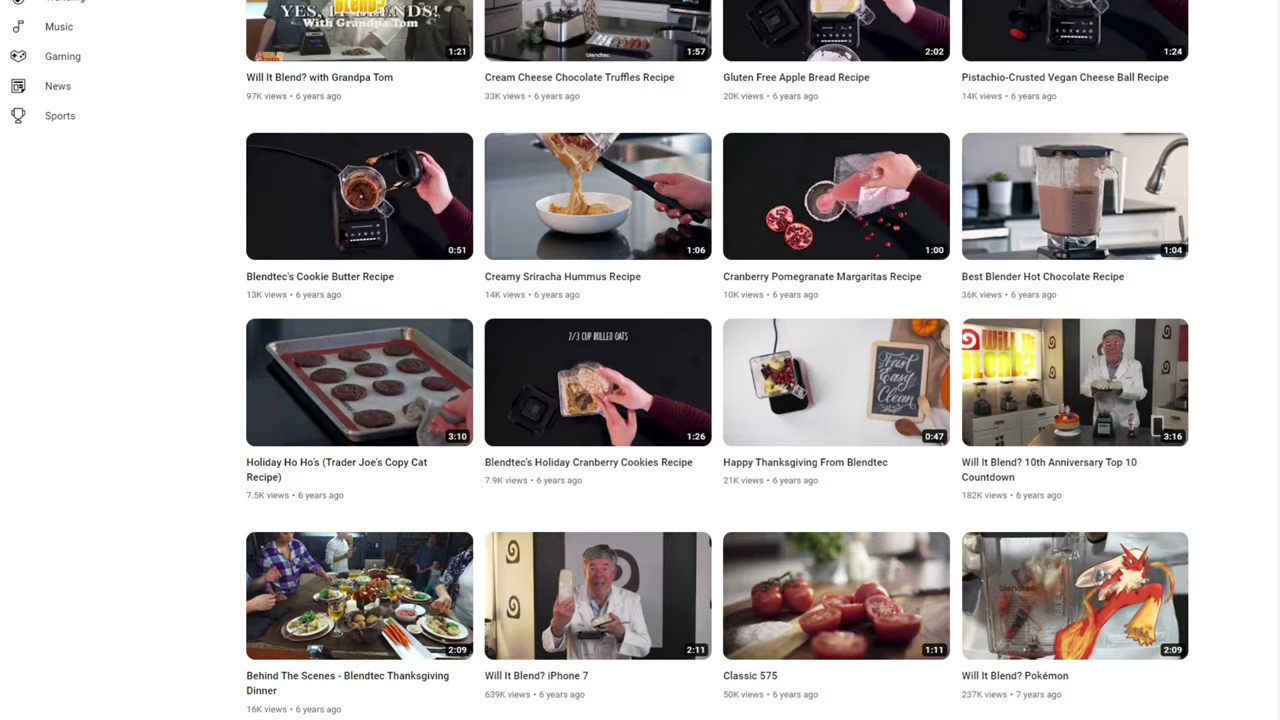 Music
Gaming
News
Sports
YES, IT BLENDS!
With Grandpa Tom
1:21
blendtec
1:57
2:02
1:24
Will It Blend? with Grandpa Tom
Cream Cheese Chocolate Truffles Recipe
Gluten Free Apple Bread Recipe
Pistachio-Crusted Vegan Cheese Ball Recipe
97K views • 6 years ago
33K views • 6 years ago
20K views • 6 years ago
14K views • 6 years ago
0:51
1:06
1:00
1:04
Blendtec's Cookie Butter Recipe
Creamy Sriracha Hummus Recipe
Cranberry Pomegranate Margaritas Recipe
Best Blender Hot Chocolate Recipe
13K views • 6 years ago
14K views • 6 years ago
10K views • 6 years ago
36K views • 6 years ago
3:10
2/3 CUP ROLLED OATS
1:26
Fast
Easy
Clean
0:47
3:16
Holiday Ho Ho's (Trader Joe's Copy Cat
Recipe)
7.5K views • 6 years ago
Blendtec's Holiday Cranberry Cookies Recipe
7.9K views • 6 years ago
Happy Thanksgiving From Blendtec
21K views • 6 years ago
Will It Blend? 10th Anniversary Top 10
Countdown
182K views • 6 years ago
2:09
2:11
1:11
blendtec
2:09
Behind The Scenes - Blendtec Thanksgiving
Dinner
16K views • 6 years ago
Will It Blend? iPhone 7
639K views • 6 years ago
Classic 575
50K views • 6 years ago
Will It Blend? Pokémon
237K views • 7 years ago